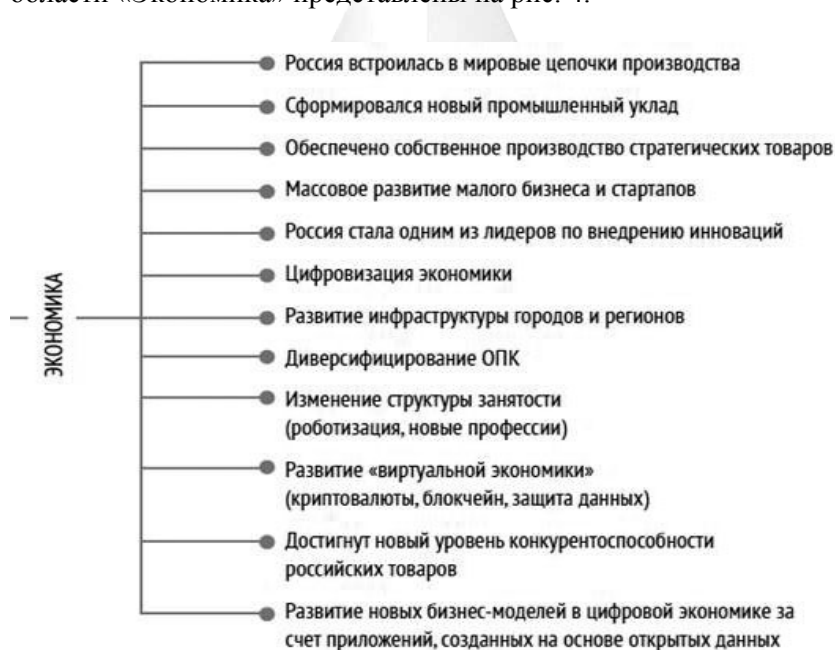 области «Экономика» представлены на рис. 4.
Россия встроилась в мировые цепочки производства
Сформировался новый промышленный уклад
Обеспечено собственное производство стратегических товаров
Массовое развитие малого бизнеса и стартапов
Россия стала одним из лидеров по внедрению инноваций
Цифровизация экономики
ЭКОНОМИКА
Развитие инфраструктуры городов и регионов
Диверсифицирование ОПК
Изменение структуры занятости
(роботизация, новые профессии)
Развитие «виртуальной экономики»
(криптовалюты, блокчейн, защита данных)
Достигнут новый уровень конкурентоспособности
российских товаров
Развитие новых бизнес-моделей в цифровой экономике за
счет приложений, созданных на основе открытых данных